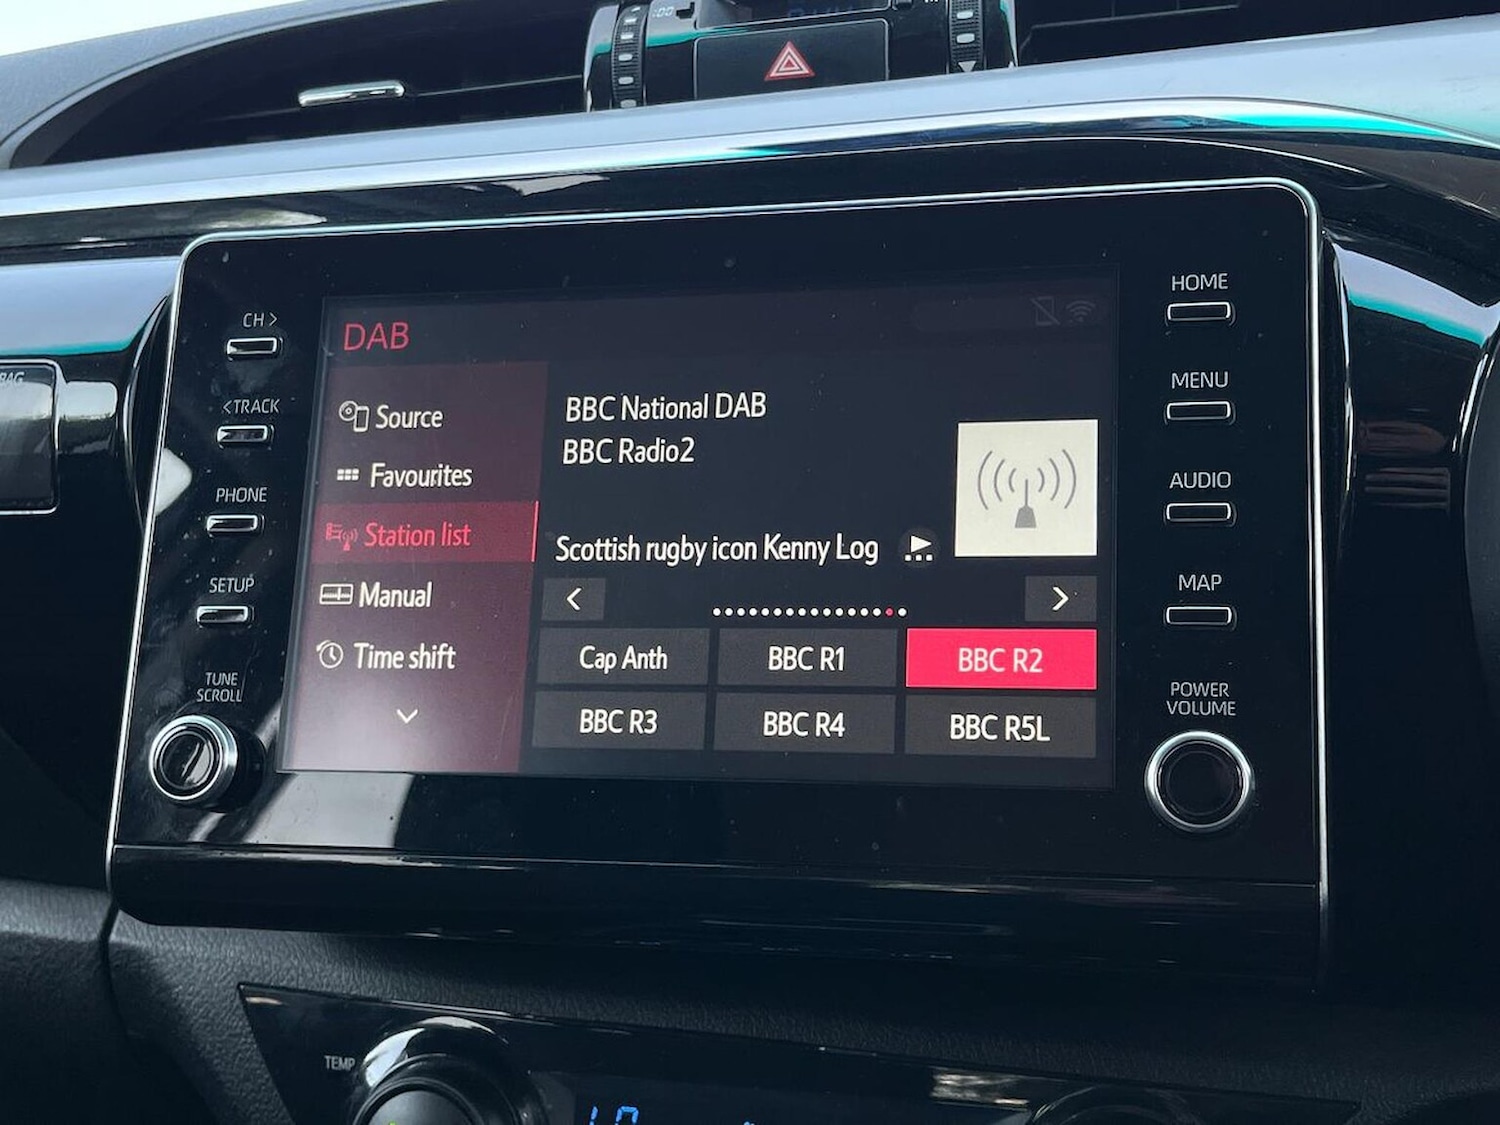 HOME
CH >
DAB
MENU
< TRACK
Source
BBC National DAB
BBC Radio2
Favourites
AUDIO
PHONE
Station list
Scottish rugby icon Kenny Log
SETUP
Manual
MAP
< >
Time shift
Cap Anth
BBC R1
BBC R2
TUNE
SCROLL
POWER
VOLUME
BBC R3
BBC R4
BBC R5L
TEMP